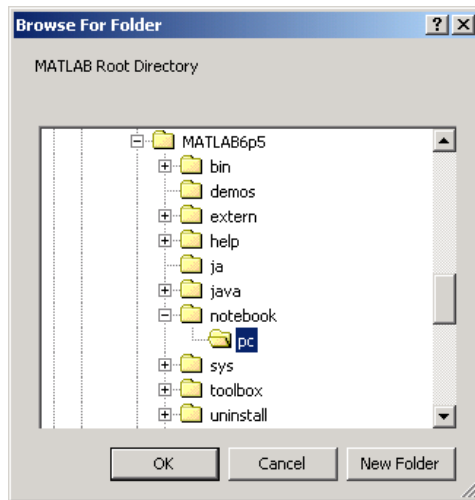 Browse For Folder
MATLAB Root Directory
MATLAB6p5
bin
demos
extern
help
ja
java
notebook
pc
sys
toolbox
uninstall
OK Cancel New Folder